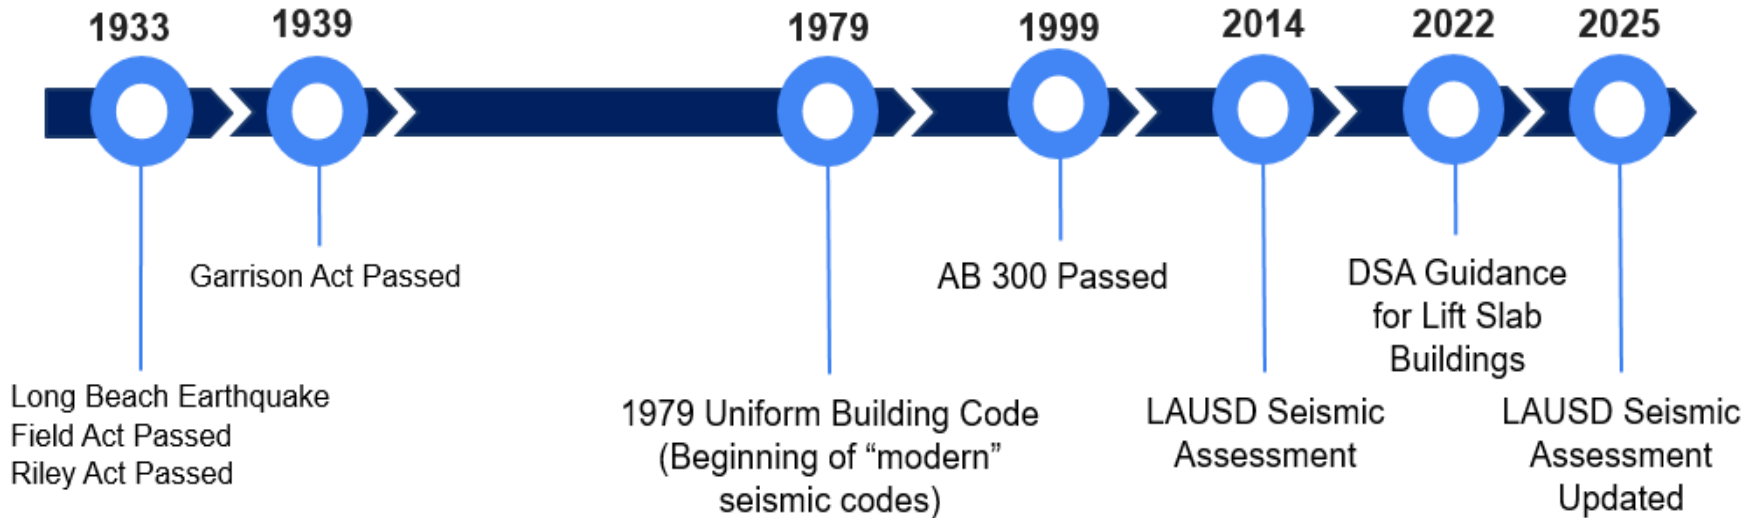 1933
1939
1979
1999
2014
2022
2025
Long Beach Earthquake
Field Act Passed
Riley Act Passed
Garrison Act Passed
1979 Uniform Building Code
(Beginning of “modern”
seismic codes)
AB 300 Passed
LAUSD Seismic
Assessment
DSA Guidance
for Lift Slab
Buildings
LAUSD Seismic
Assessment
Updated